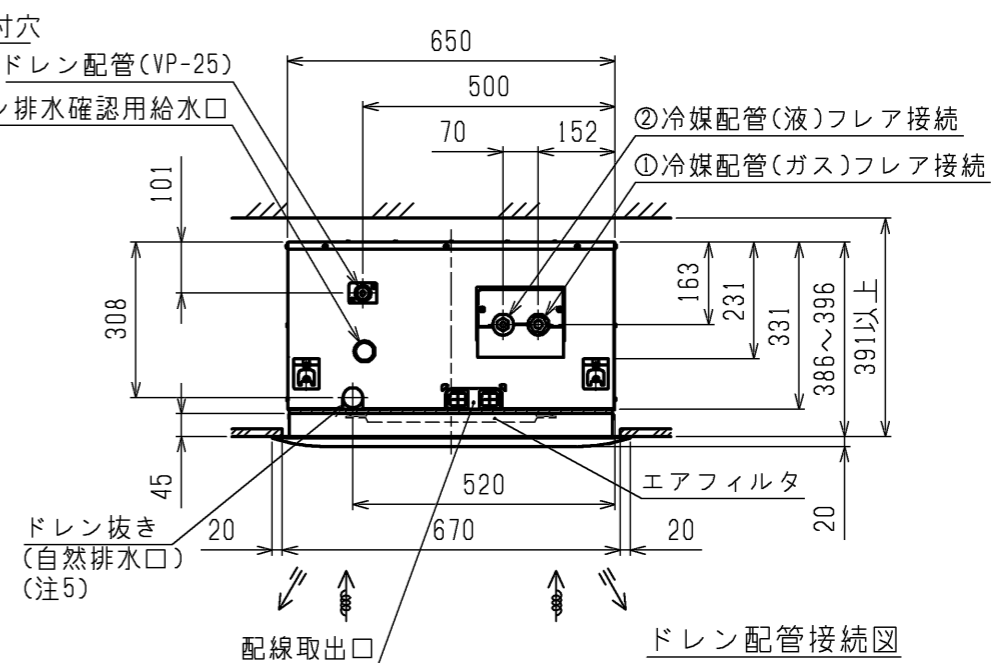 付穴
ドレン配管(VP-25)
ン排水確認用給水口
650
500
70
152
②冷媒配管(液)フレア接続
①冷媒配管(ガス)フレア接続
101
308
45
163
231
331
386~396
391以上
20
520
エアフィルタ
20
670
20
ドレン抜き
(自然排水口)
(注5)
配線取出口
ドレン配管接続図